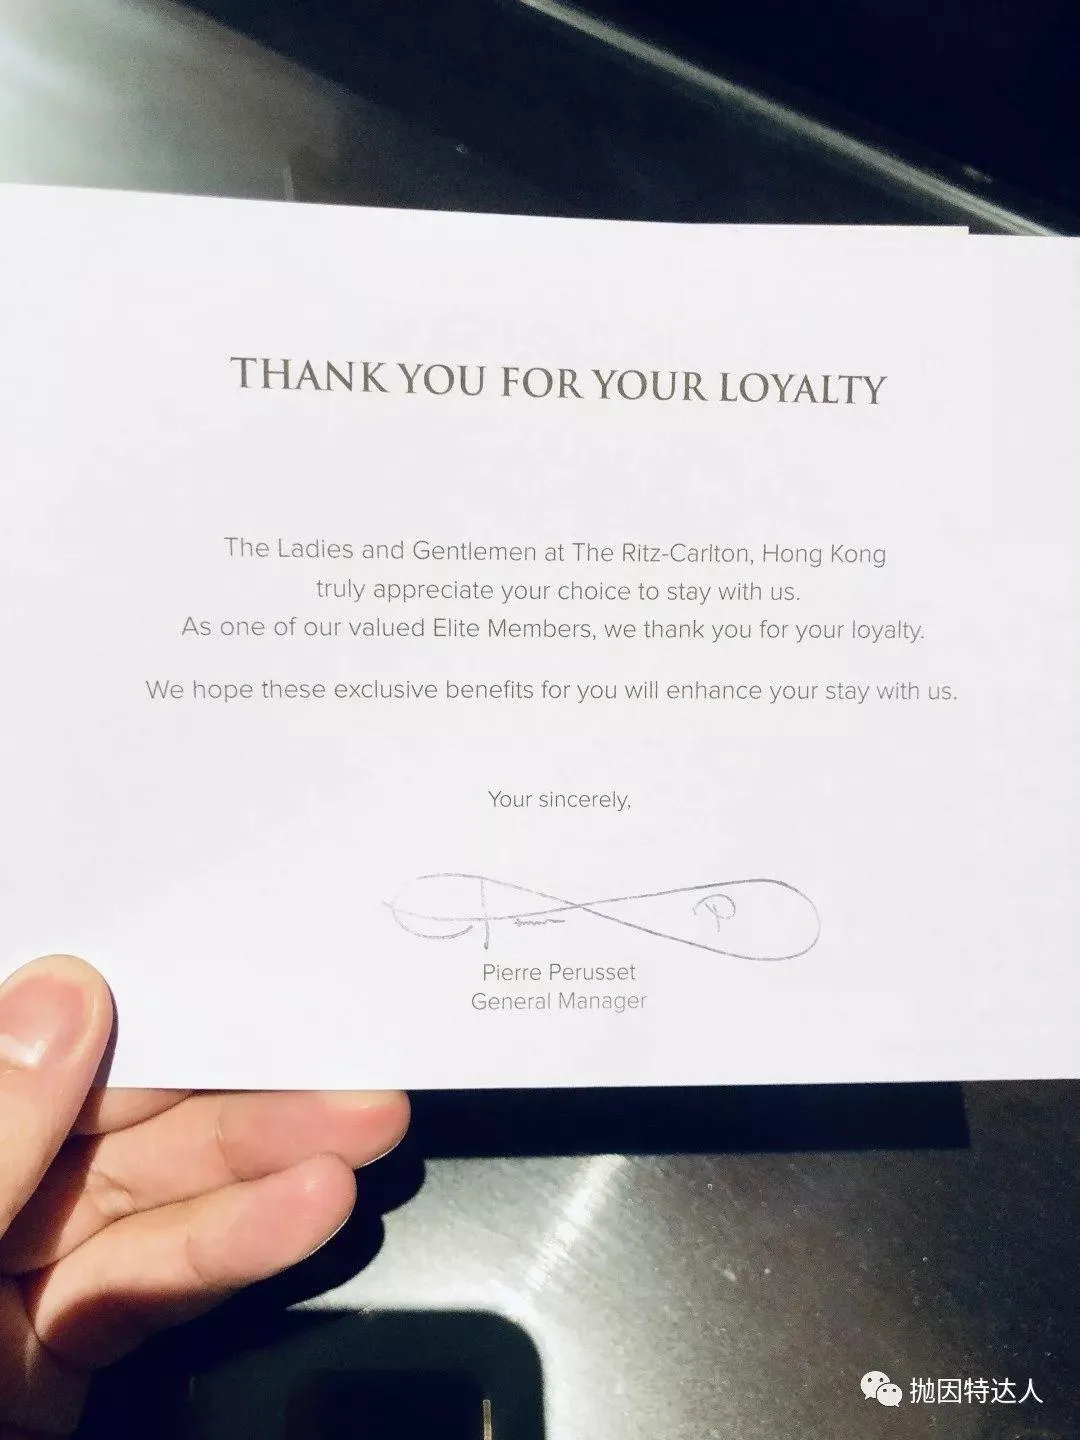 THANK YOU FOR YOUR LOYALTY
The Ladies and Gentlemen at The Ritz-Carlton, Hong Kong
truly appreciate your choice to stay with us.
As one of our valued Elite Members, we thank you for your loyalty.
We hope these exclusive benefits for you will enhance your stay with us.
Your sincerely,
Pierre Perusset
General Manager
抛因特达人